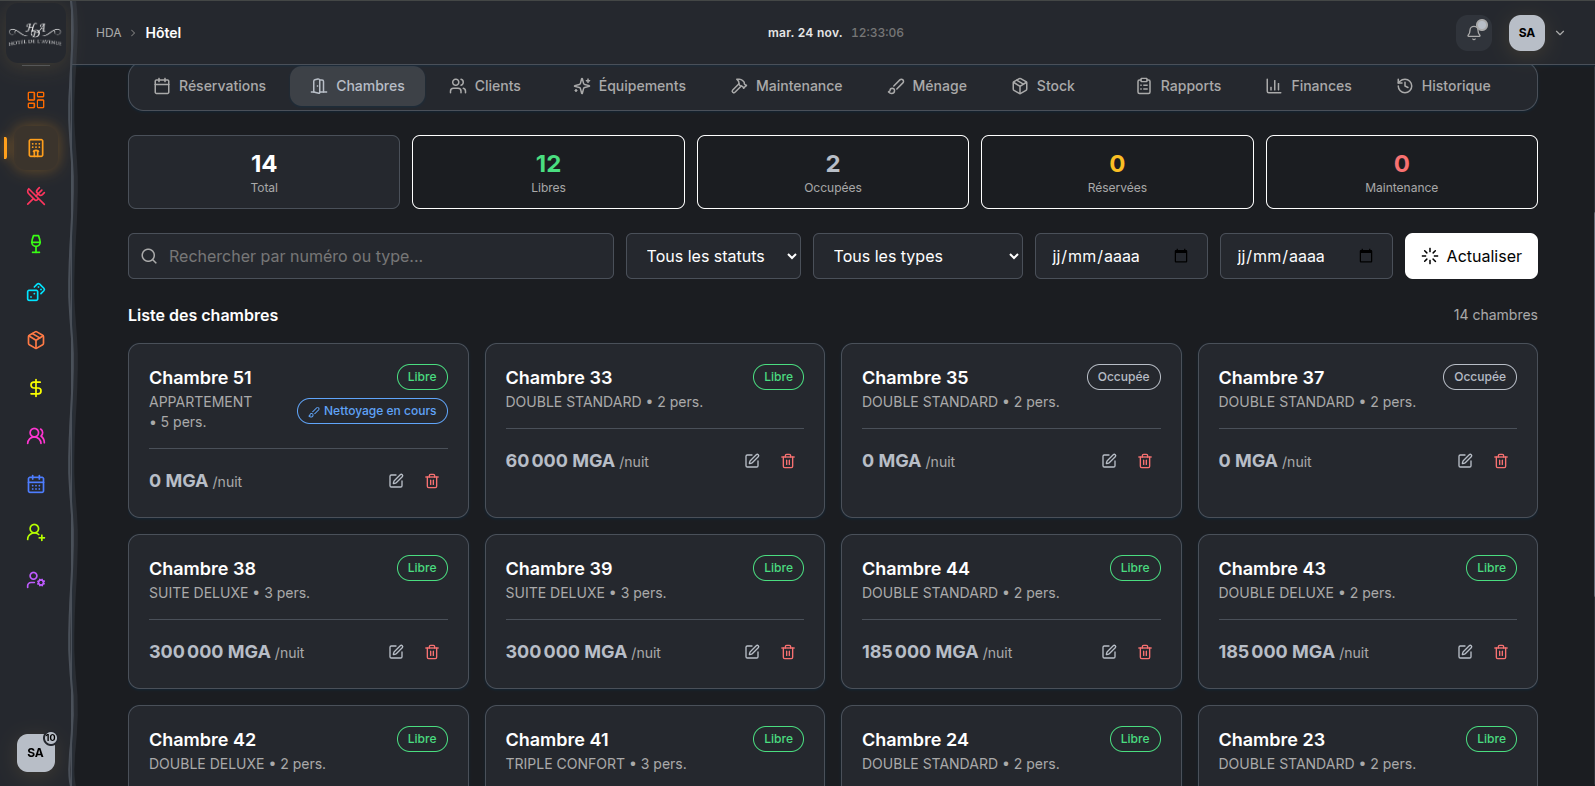 HDA
HOTEL DE L'AVENUE
HDA > Hôtel
mar. 24 nov. 12:33:06
SA
Réservations Chambres Clients Équipements Maintenance Ménage Stock Rapports Finances Historique
14 12 2 0 0
Total Libres Occupées Réservées Maintenance
Rechercher par numéro ou type... Tous les statuts Tous les types jj/mm/aaaa jj/mm/aaaa Actualiser
Liste des chambres 14 chambres
Chambre 51 Libre
APPARTEMENT
• 5 pers.
Nettoyage en cours
0 MGA /nuit
Chambre 33 Libre
DOUBLE STANDARD • 2 pers.
60 000 MGA /nuit
Chambre 35 Occupée
DOUBLE STANDARD • 2 pers.
0 MGA /nuit
Chambre 37 Occupée
DOUBLE STANDARD • 2 pers.
0 MGA /nuit
Chambre 38 Libre
SUITE DELUXE • 3 pers.
300 000 MGA /nuit
Chambre 39 Libre
SUITE DELUXE • 3 pers.
300 000 MGA /nuit
Chambre 44 Libre
DOUBLE STANDARD • 2 pers.
185 000 MGA /nuit
Chambre 43 Libre
DOUBLE DELUXE • 2 pers.
185 000 MGA /nuit
Chambre 42 Libre
DOUBLE DELUXE • 2 pers.
Chambre 41 Libre
TRIPLE CONFORT • 3 pers.
Chambre 24 Libre
DOUBLE STANDARD • 2 pers.
Chambre 23 Libre
DOUBLE STANDARD • 2 pers.
SA
10